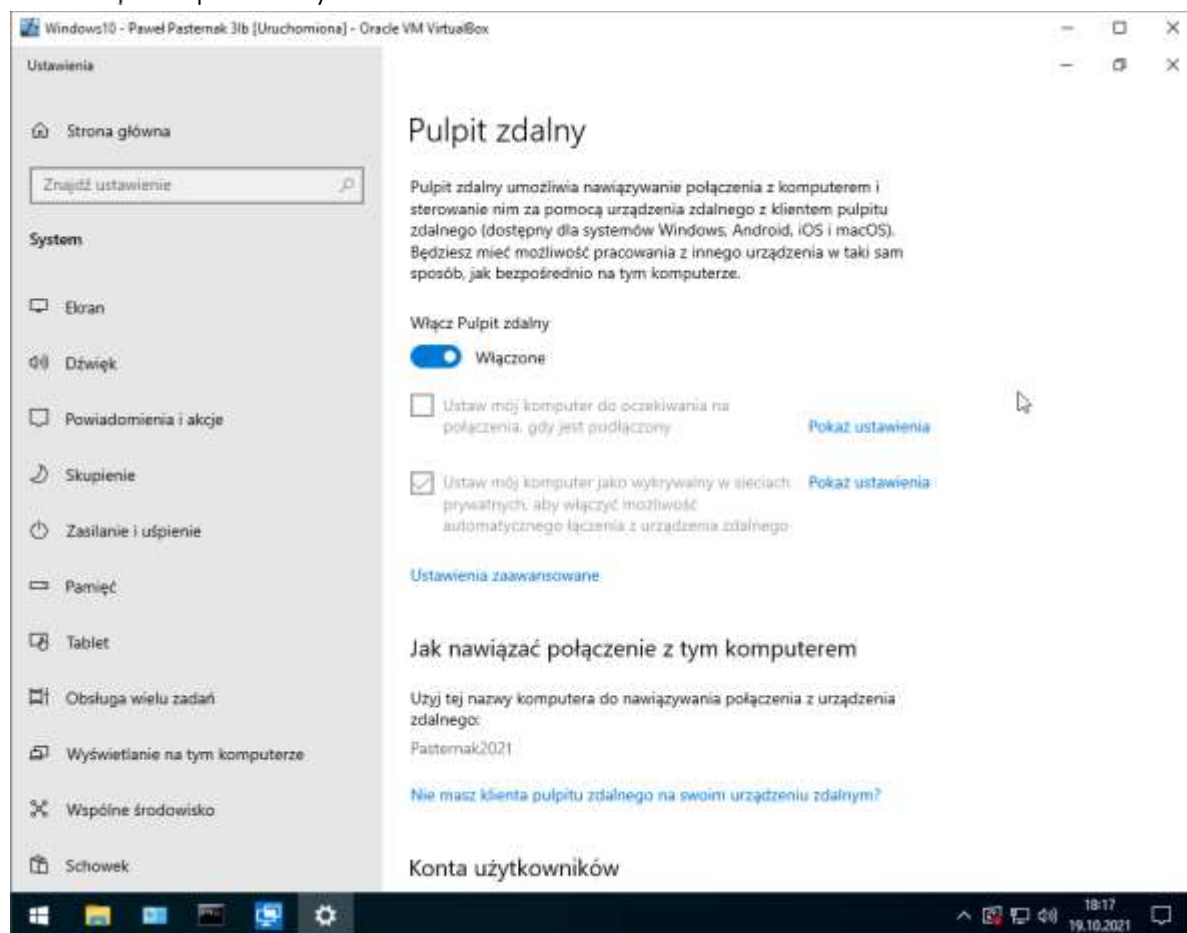 Windows10 - Paweł Pasternak 3lb [Uruchomiona] - Oracle VM VirtualBox
Ustawienia
Strona główna
Znajdź ustawienie
System
Ekran
Dźwięk
Powiadomienia i akcje
Skupienie
Zasilanie i uśpienie
Pamięć
Tablet
Obsługa wielu zadań
Wyświetlanie na tym komputerze
Wspólne środowisko
Schowek
Pulpit zdalny
Pulpit zdalny umożliwia nawiązywanie połączenia z komputerem i
sterowanie nim za pomocą urządzenia zdalnego z klientem pulpitu
zdalnego (dostępny dla systemów Windows, Android, iOS i macOS).
Będziesz mieć możliwość pracowania z innego urządzenia w taki sam
sposób, jak bezpośrednio na tym komputerze.
Włącz Pulpit zdalny
Włączone
Ustaw mój komputer do oczekiwania na
połączenia, gdy jest podłączony
Pokaż ustawienia
Ustaw mój komputer jako wykrywalny w sieciach
prywatnych, aby włączyć możliwość
automatycznego łączenia z urządzenia zdalnego
Pokaż ustawienia
Ustawienia zaawansowane
Jak nawiązać połączenie z tym komputerem
Użyj tej nazwy komputera do nawiązywania połączenia z urządzenia
zdalnego:
Pasternak2021
Nie masz klienta pulpitu zdalnego na swoim urządzeniu zdalnym?
Konta użytkowników
18:17
19.10.2021